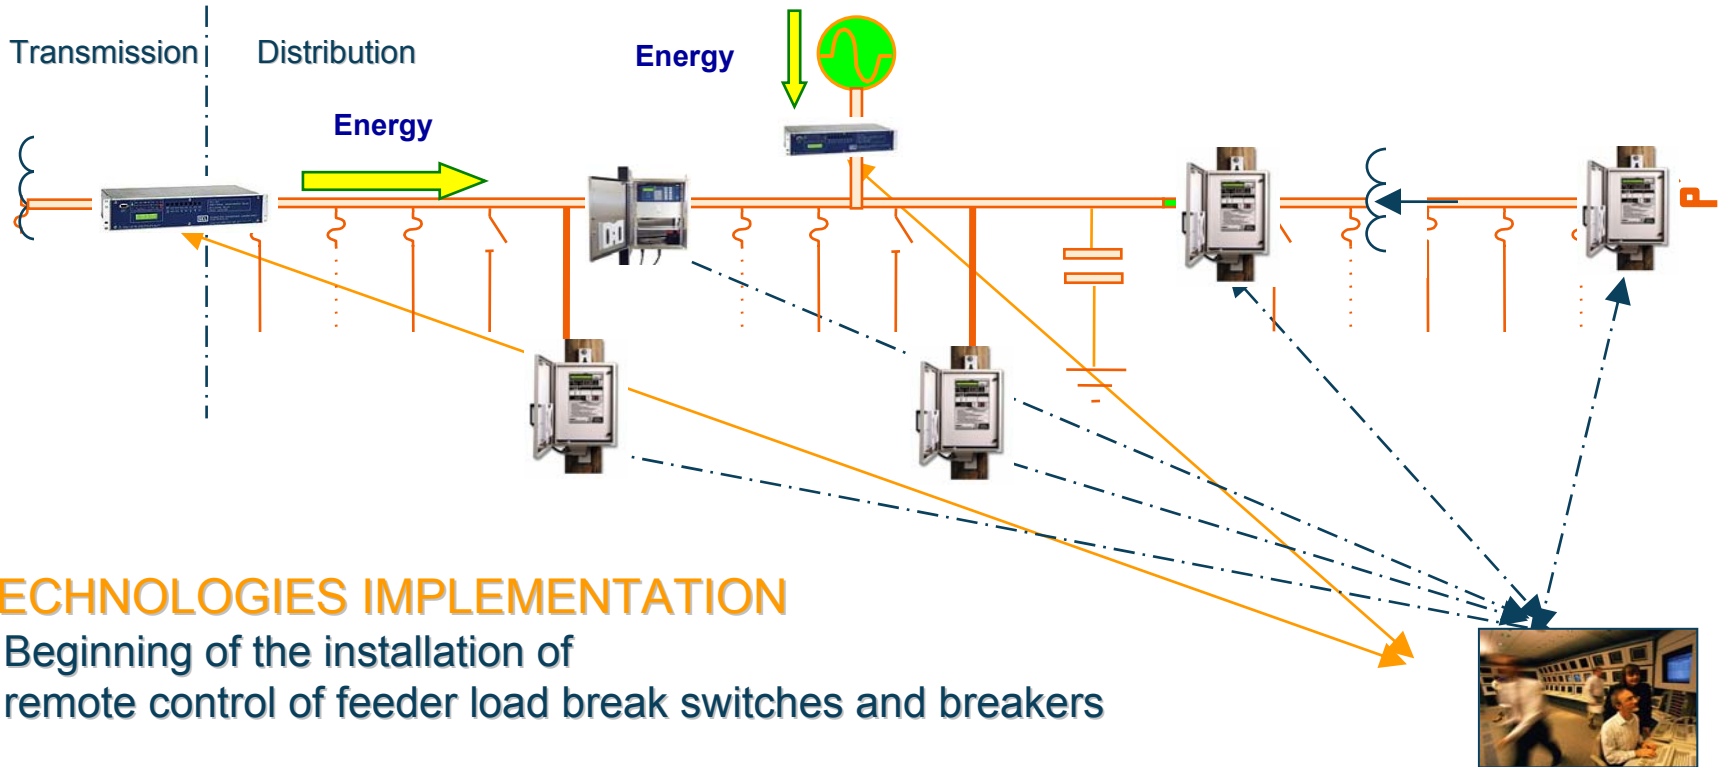 Transmission
Distribution
Energy
Energy
ECHNOLOGIES IMPLEMENTATION
Beginning of the installation of
remote control of feeder load break switches and breakers